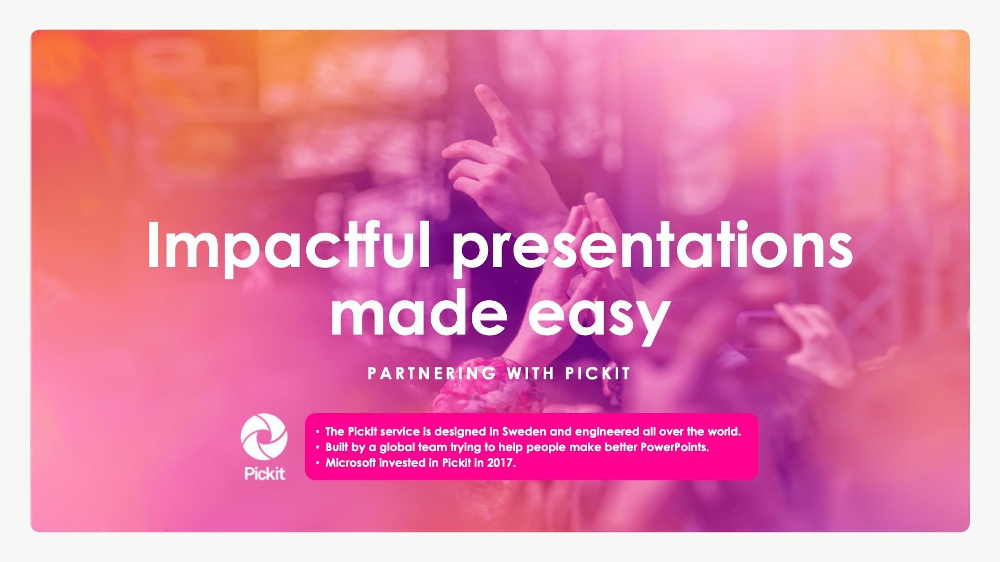 Impactful presentations
made easy
PARTNERING WITH PICKIT
Pickit
• The Pickit service is designed in Sweden and engineered all over the world.
• Built by a global team trying to help people make better PowerPoints.
• Microsoft invested in Pickit in 2017.